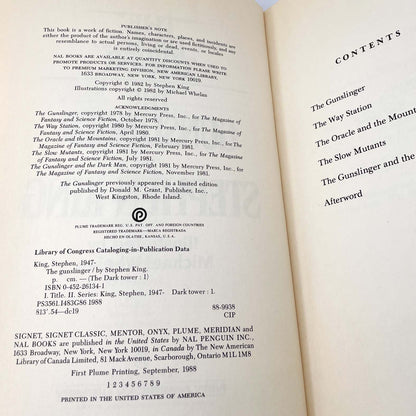 PUBLISHER'S NOTE
This book is a work of fiction. Names, characters, places, and incidents are
either the product of the author's imagination or are used fictitiously, and any
resemblance to actual persons, living or dead, events, or locales
is entirely coincidental.
NAL BOOKS ARE AVAILABLE AT QUANTITY DISCOUNTS WHEN USED TO
PROMOTE PRODUCTS OR SERVICES. FOR INFORMATION PLEASE WRITE
TO PREMIUM MARKETING DIVISION, NEW AMERICAN LIBRARY,
1633 BROADWAY, NEW YORK, NEW YORK 10019.
Copyright © 1982 by Stephen King
Illustrations copyright © 1982 by Michael Whelan
All rights reserved
ACKNOWLEDGMENTS
The Gunslinger, copyright 1978 by Mercury Press, Inc., for The Magazine of
Fantasy and Science Fiction, October 1978.
The Way Station, copyright 1980 by Mercury Press, Inc., for The Magazine of
Fantasy and Science Fiction, April 1980.
The Oracle and the Mountains, copyright 1981 by Mercury Press, Inc., for The
Magazine of Fantasy and Science Fiction, February 1981.
The Slow Mutants, copyright 1981 by Mercury Press, Inc., for The Magazine
of Fantasy and Science Fiction, July 1981.
The Gunslinger and the Dark Man, copyright 1981 by Mercury Press, Inc., for
The Magazine of Fantasy and Science Fiction, November 1981.
The Gunslinger previously appeared in a limited edition
published by Donald M. Grant, Publisher, Inc.,
West Kingston, Rhode Island.
P
PLUME TRADEMARK REG. U.S. PAT. OFF. AND FOREIGN COUNTRIES
REGISTERED TRADEMARK—MARCA REGISTRADA
HECHO EN OLATHE, KANSAS, U.S.A.
Library of Congress Cataloging-in-Publication Data
King, Stephen, 1947-
The gunslinger / by Stephen King.
p. cm. — (The Dark tower : 1.
ISBN 0-452-26134-1
I. Title. II. Series: King, Stephen, 1947- Dark tower : 1.
PS3561.I483G86 1988
813'.54—dc19 88-9938
CIP
SIGNET, SIGNET CLASSIC, MENTOR, ONYX, PLUME, MERIDIAN and
NAL BOOKS are published in the United States by NAL PENGUIN INC.,
1633 Broadway, New York, New York 10019, in Canada by The New American
Library of Canada Limited, 81 Mack Avenue, Scarborough, Ontario M1L 1M8
First Plume Printing, September, 1988
1 2 3 4 5 6 7 8 9
PRINTED IN THE UNITED STATES OF AMERICA
CONTENTS
The Gunslinger
The Way Station
The Oracle and the Moun
The Slow Mutants
The Gunslinger and the
Afterword